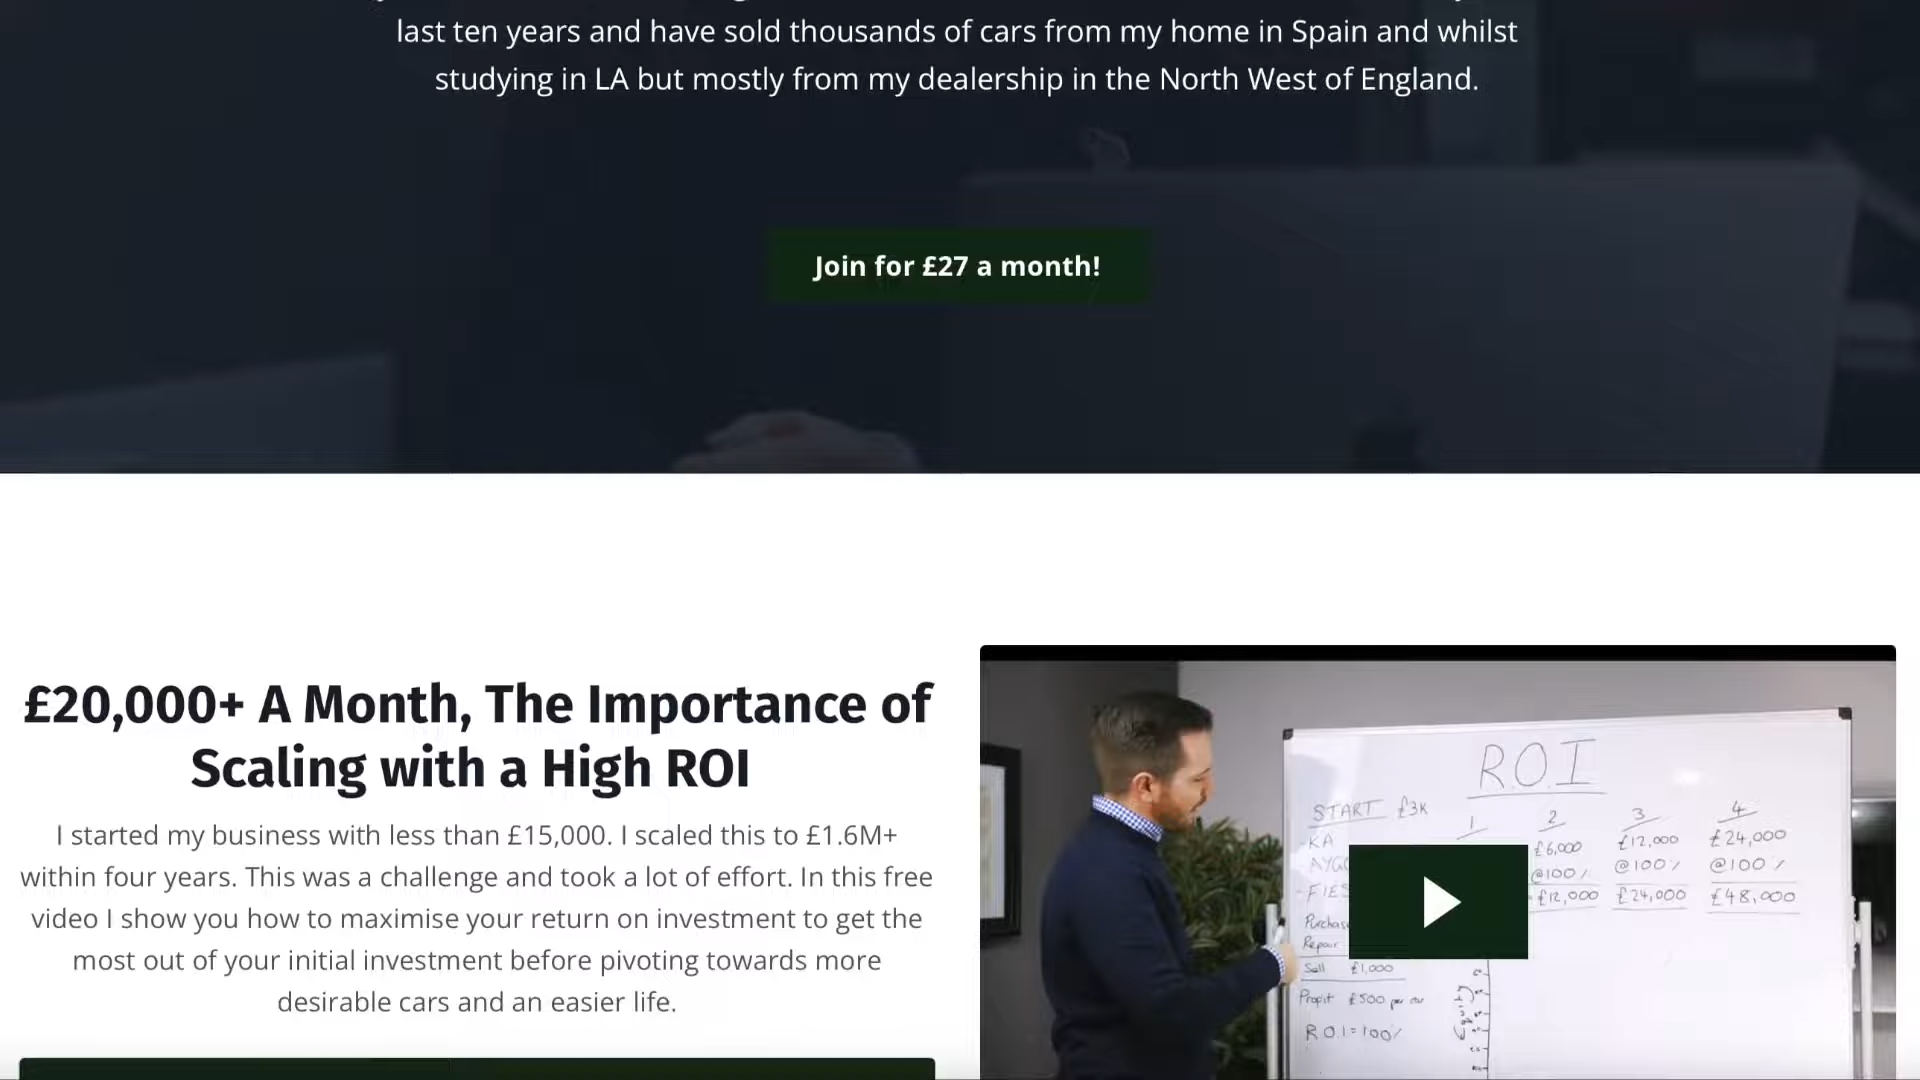 last ten years and have sold thousands of cars from my home in Spain and whilst
studying in LA but mostly from my dealership in the North West of England.
Join for £27 a month!
£20,000+ A Month, The Importance of
Scaling with a High ROI
I started my business with less than £15,000. I scaled this to £1.6M+
within four years. This was a challenge and took a lot of effort. In this free
video I show you how to maximise your return on investment to get the
most out of your initial investment before pivoting towards more
desirable cars and an easier life.
R.O.I
START £3K
1 2 3 4
KA £6,000 £12,000 £24,000
@100% @100% @100%
£12,000 £24,000 £48,000
Sell £1,000
Profit £500 per car
R.O.I = 100%